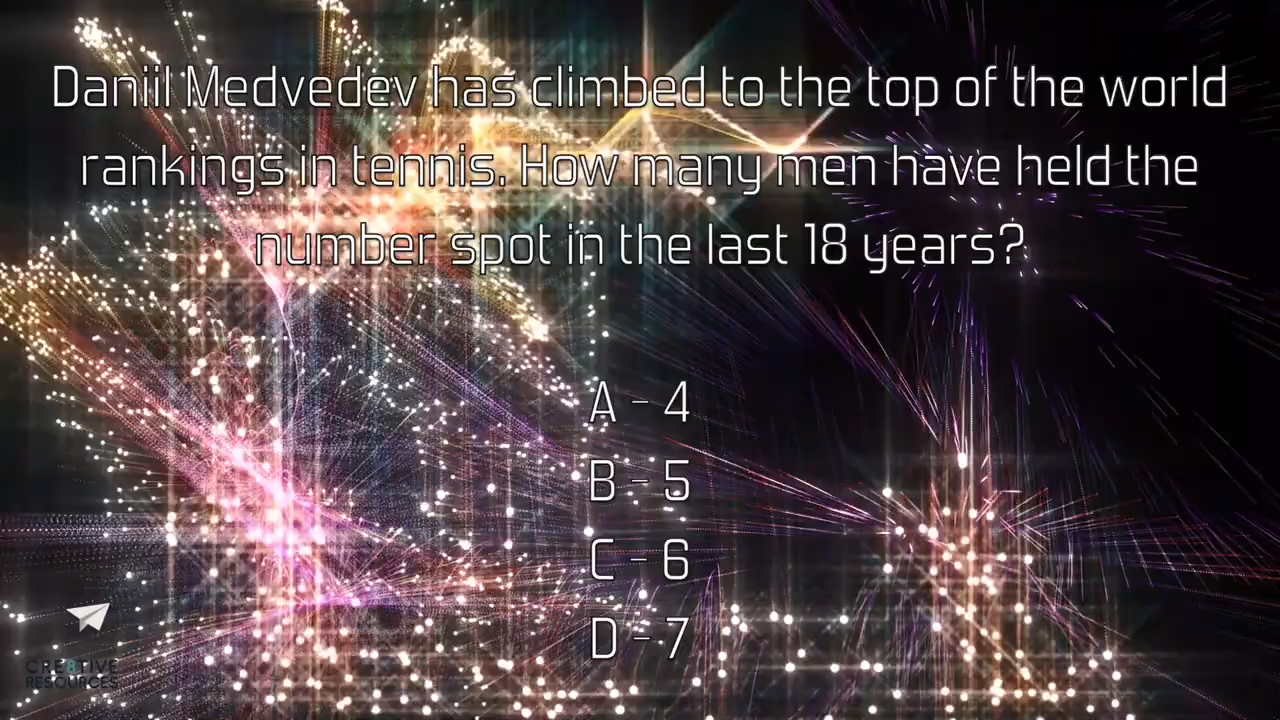 Daniil Medvedev has climbed to the top of the world
rankings in tennis. How many men have held the
number spot in the last 18 years?
A - 4
B - 5
C - 6
D - 7
CRE8TIVE
RESOURCES